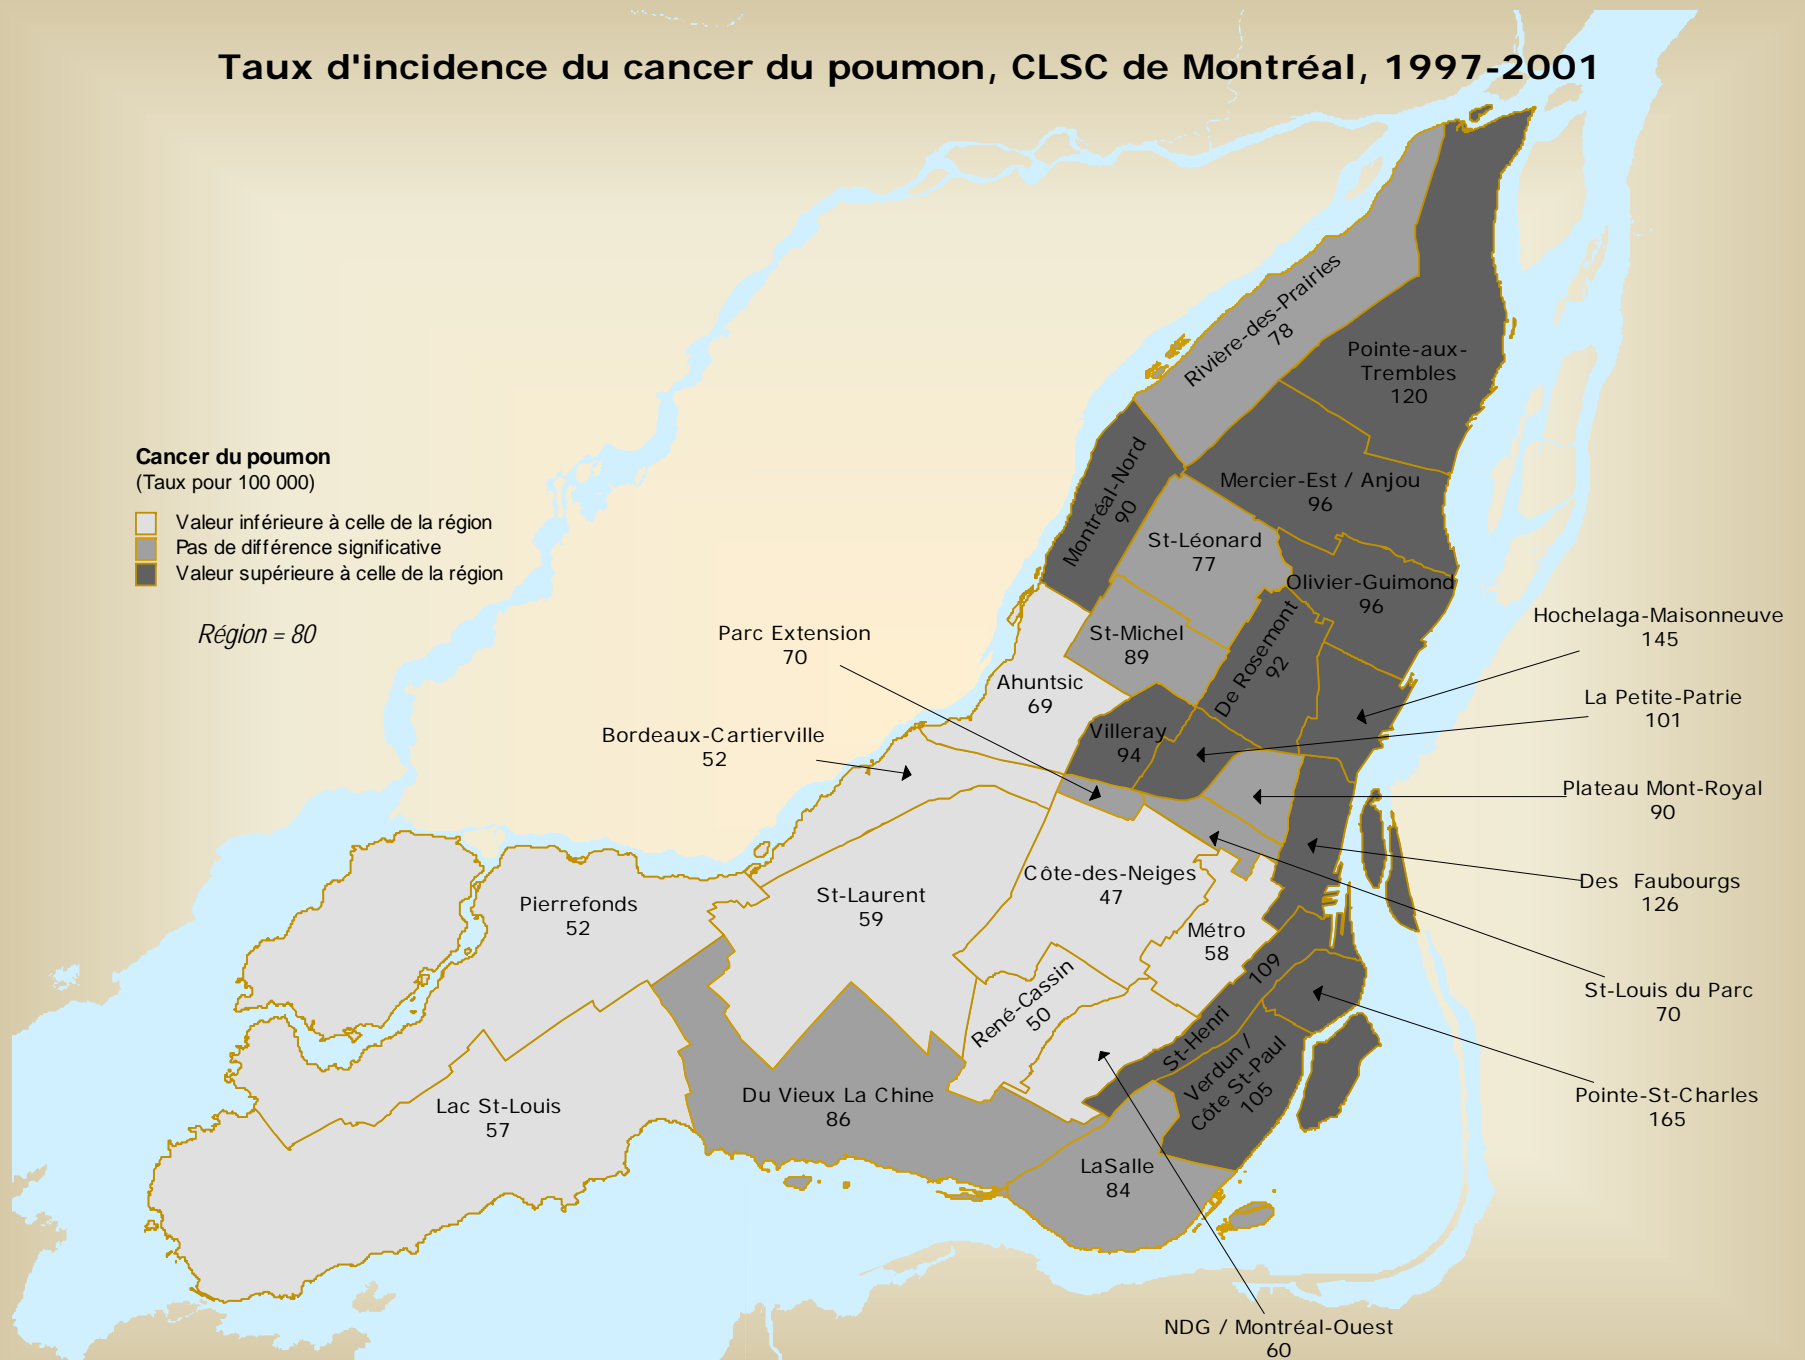 Taux d'incidence du cancer du poumon, CLSC de Montréal, 1997-2001
Rivière-des-Prairies
78
Pointe-aux-
Trembles
120
Cancer du poumon
(Taux pour 100 000)
Valeur inférieure à celle de la région
Pas de différence significative
Valeur supérieure à celle de la région
Région = 80
Montréal-Nord
90
Mercier-Est / Anjou
96
St-Léonard
77
Olivier-Guimond
96
Hochelaga-Maisonneuve
145
Parc Extension
70
St-Michel
89
De Rosemont
92
Ahuntsic
69
La Petite-Patrie
101
Bordeaux-Cartierville
52
Villeray
94
Plateau Mont-Royal
90
Pierrefonds
52
St-Laurent
59
Côte-des-Neiges
47
Des  Faubourgs
126
Métro
58
St-Louis du Parc
70
René-Cassin
50
St-Henri 109
Verdun /
Côte St-Paul
105
Pointe-St-Charles
165
Lac St-Louis
57
Du Vieux La Chine
86
LaSalle
84
NDG / Montréal-Ouest
60